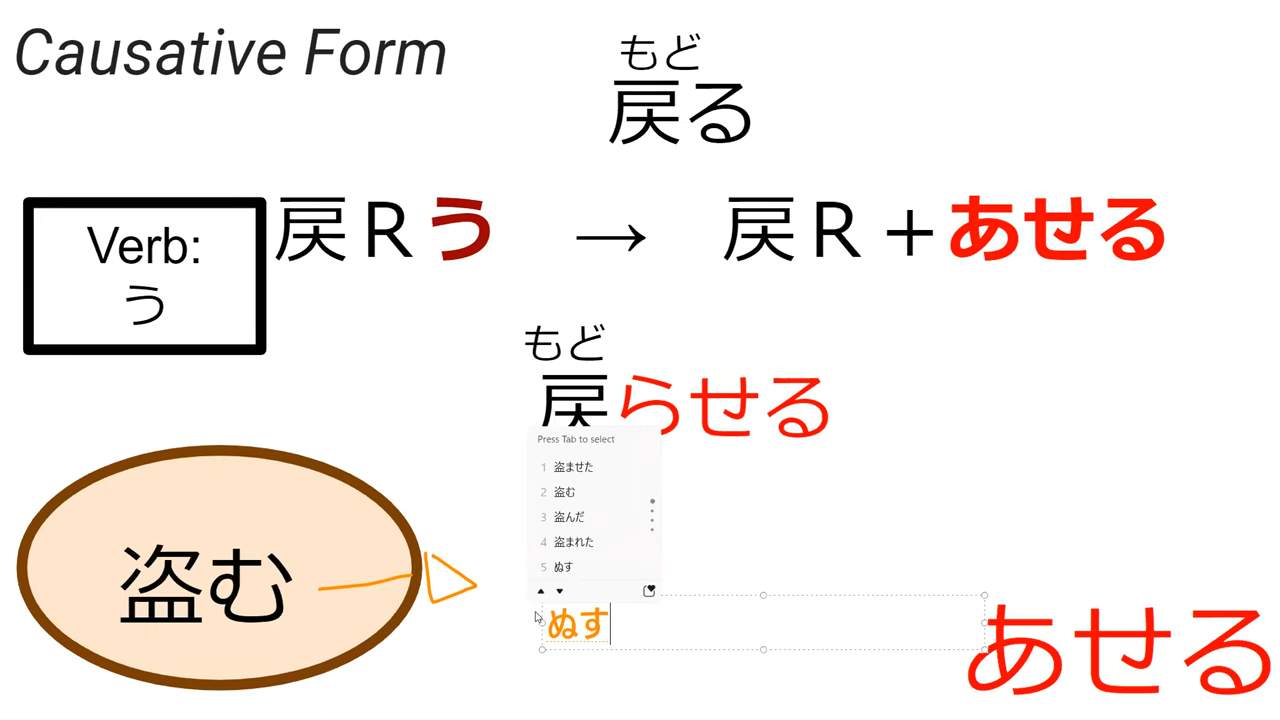 Causative Form
もど
戻る
Verb:
う
戻Rう → 戻R+あせる
もど
戻らせる
Press Tab to select
1 盗ませた
2 盗む
3 盗んだ
4 盗まれた
5 ぬす
盗む
ぬす
あせる